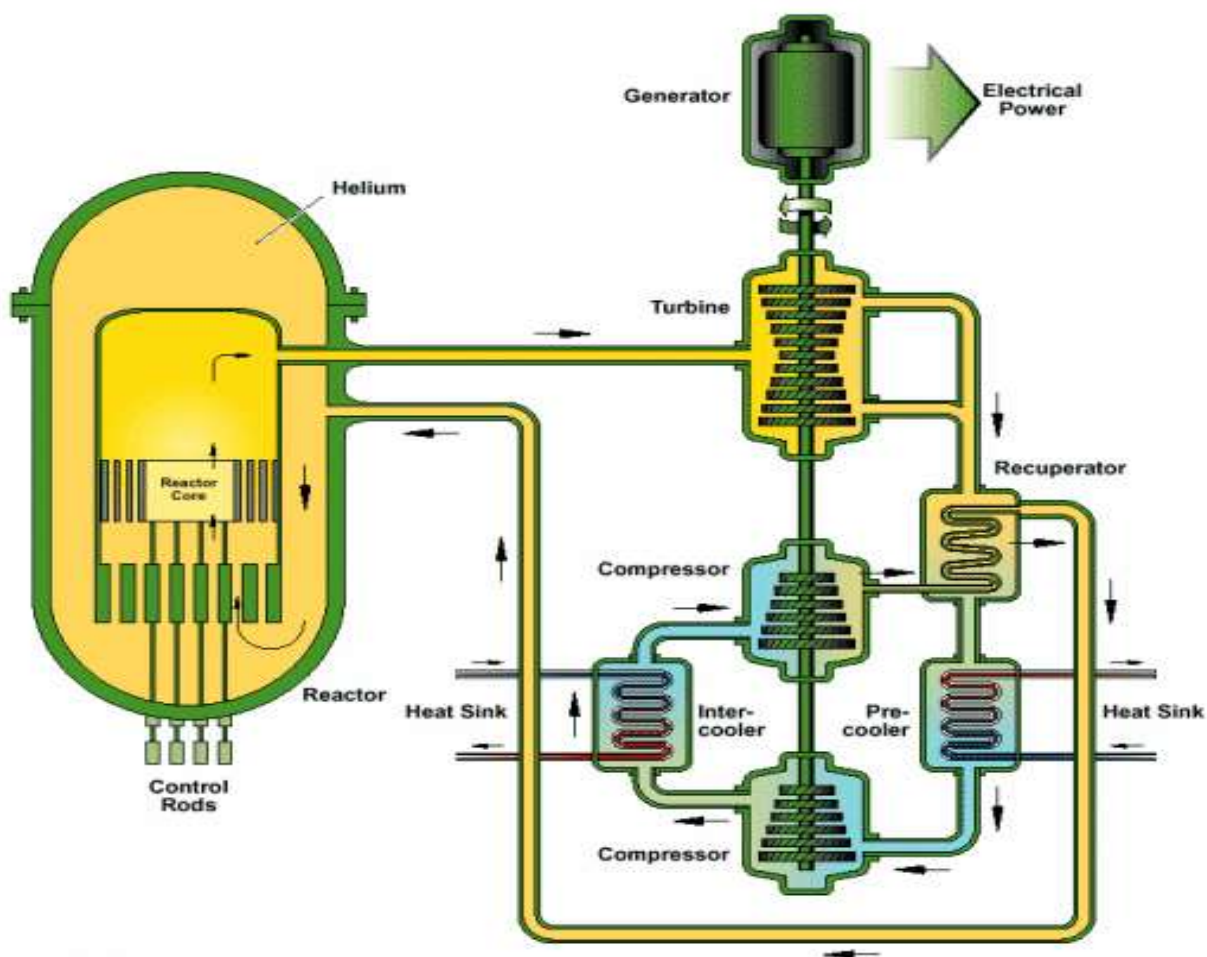 Generator
Electrical
Power
Helium
Turbine
Recuperator
Reactor
Core
Compressor
Reactor
Heat Sink
Inter-
cooler
Pre-
cooler
Heat Sink
Control
Rods
Compressor